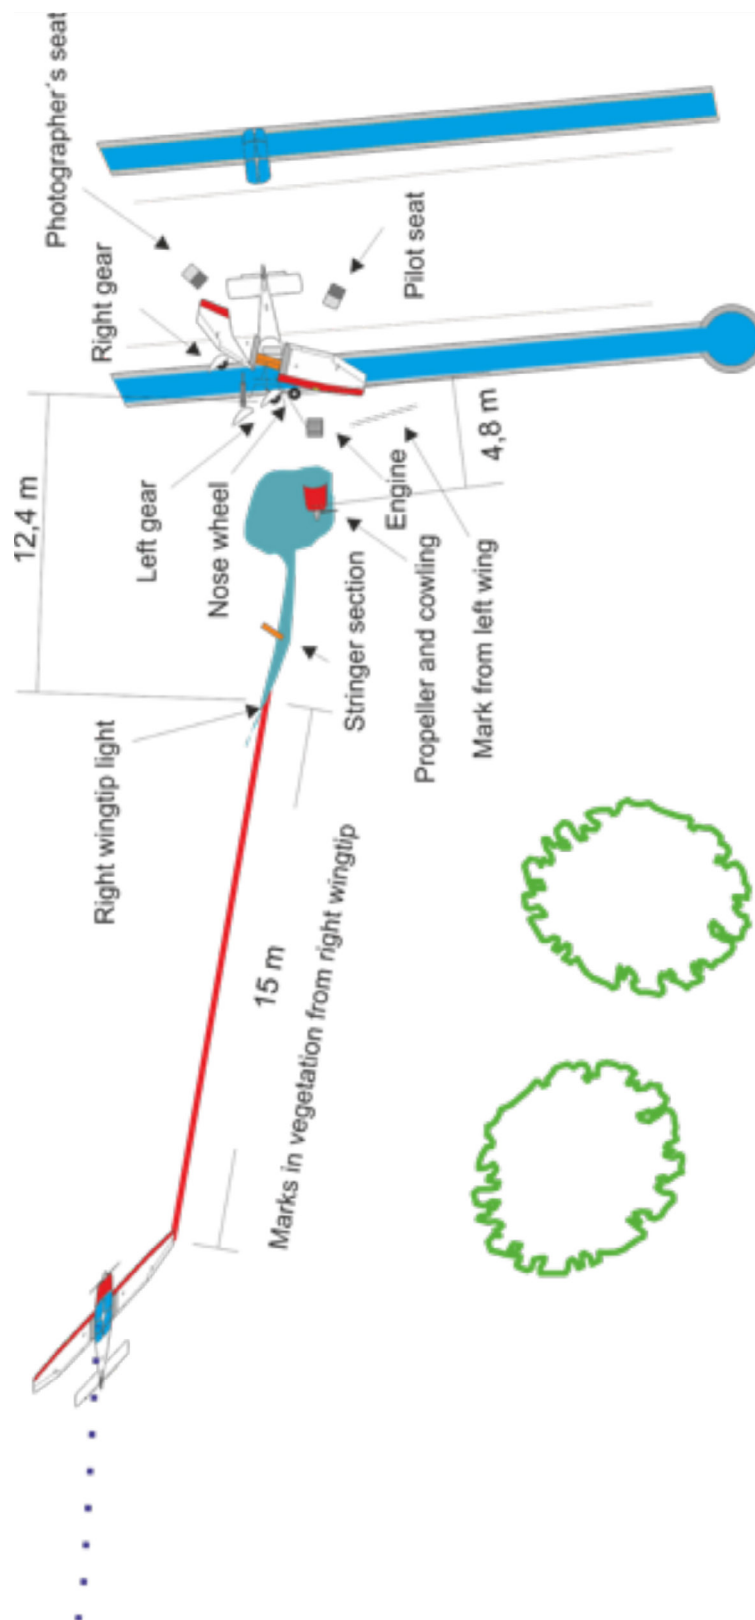 Photographer´s seat
Right gear
Pilot seat
12,4 m
4,8 m
Left gear
Nose wheel
Engine
Stringer section
Propeller and cowling
Mark from left wing
Right wingtip light
15 m
Marks in vegetation from right wingtip